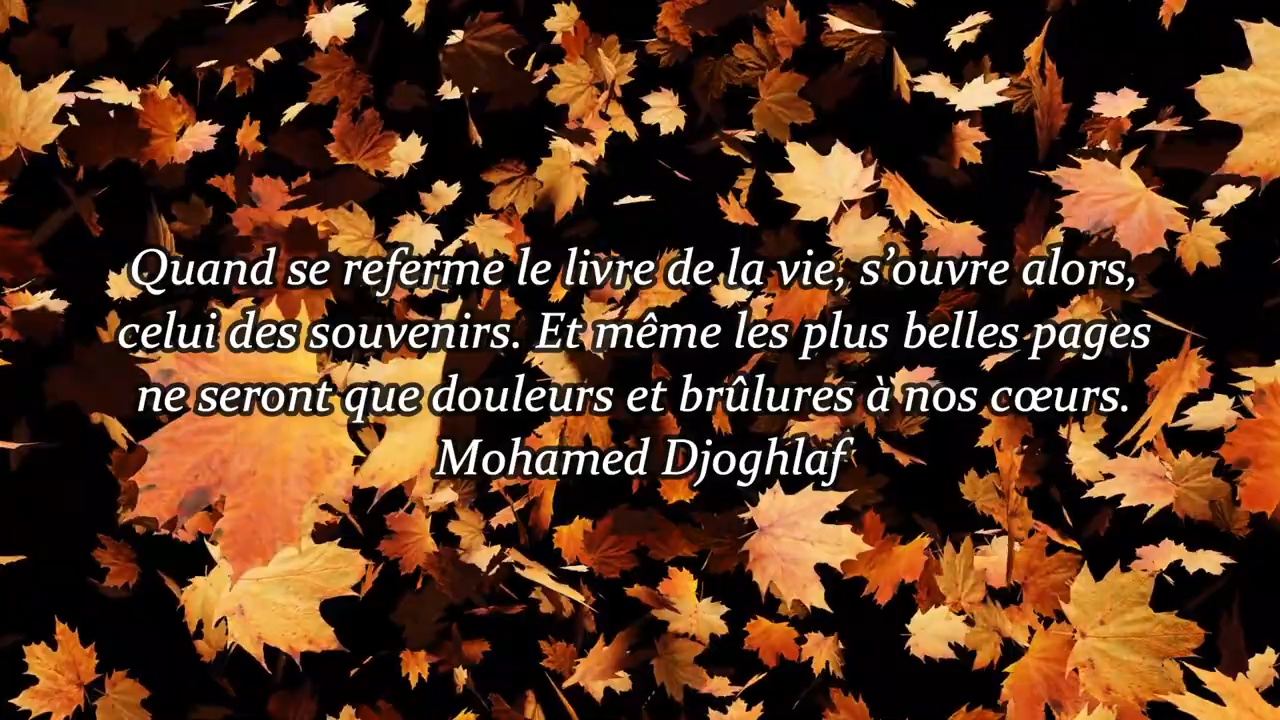 Quand se referme le livre de la vie, s’ouvre alors,
celui des souvenirs. Et même les plus belles pages
ne seront que douleurs et brûlures à nos cœurs.
Mohamed Djoghlaf